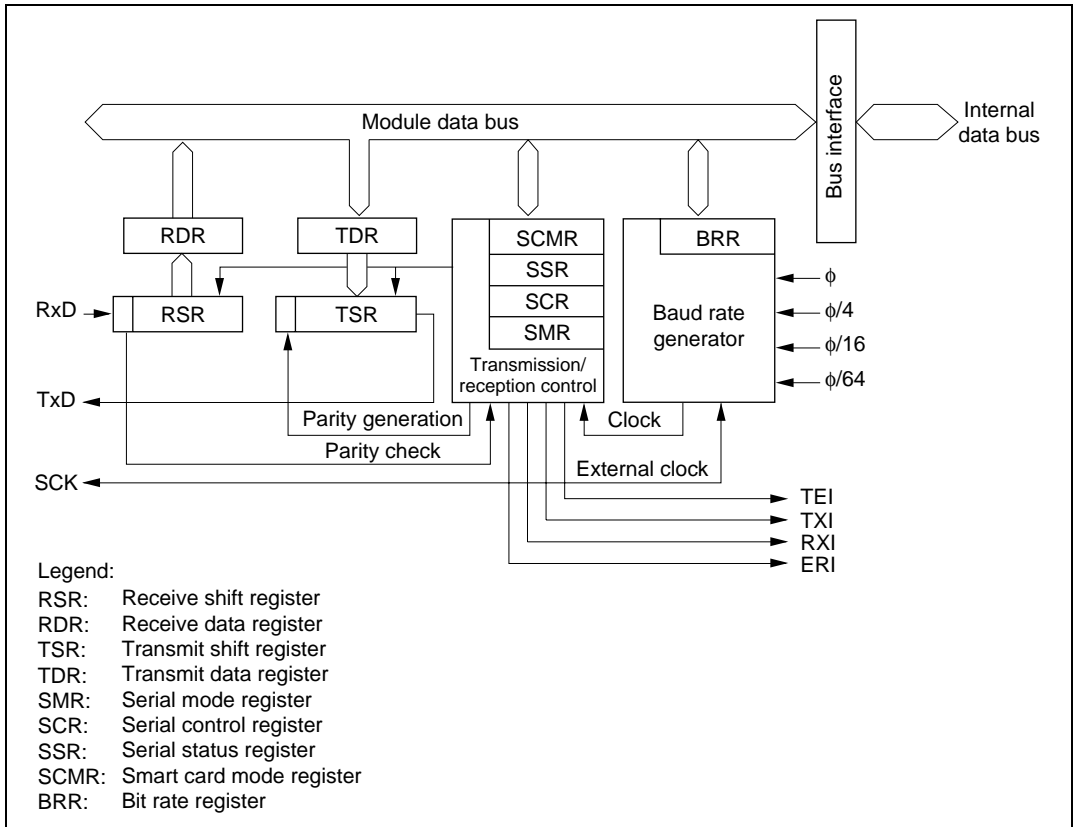 Module data bus
Bus interface
Internal
data bus
RDR
TDR
SCMR
BRR
SSR
SCR
SMR
RxD
RSR
TSR
Transmission/
reception control
Baud rate
generator
ϕ
ϕ/4
ϕ/16
ϕ/64
TxD
Parity generation
Clock
Parity check
External clock
SCK
TEI
TXI
RXI
ERI
Legend:
RSR: Receive shift register
RDR: Receive data register
TSR: Transmit shift register
TDR: Transmit data register
SMR: Serial mode register
SCR: Serial control register
SSR: Serial status register
SCMR: Smart card mode register
BRR: Bit rate register